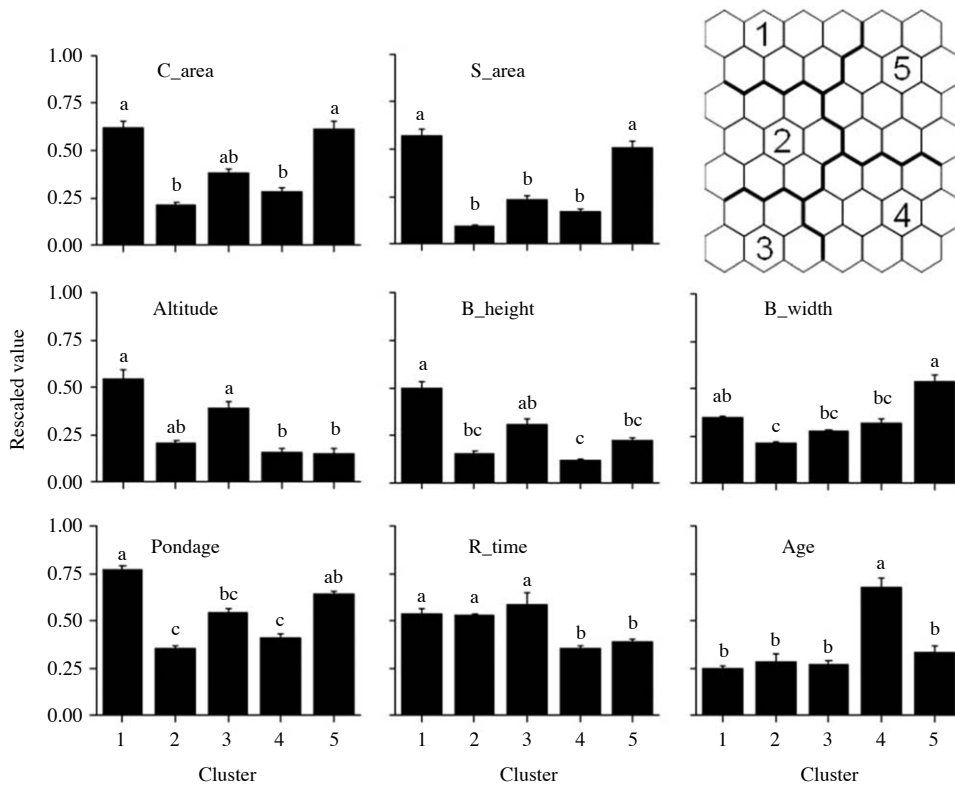 1.00
0.75
0.50
0.25
0.00
C_area
a
b
ab
b
a
S_area
a
b
b
b
a
1
5
2
4
3
Rescaled value
1.00
0.75
0.50
0.25
0.00
Altitude
a
ab
a
b
b
B_height
a
bc
ab
c
bc
B_width
ab
c
bc
bc
a
1.00
0.75
0.50
0.25
0.00
Pondage
a
c
bc
c
ab
R_time
a
a
a
b
b
Age
b
b
b
a
b
1 2 3 4 5
1 2 3 4 5
1 2 3 4 5
Cluster
Cluster
Cluster